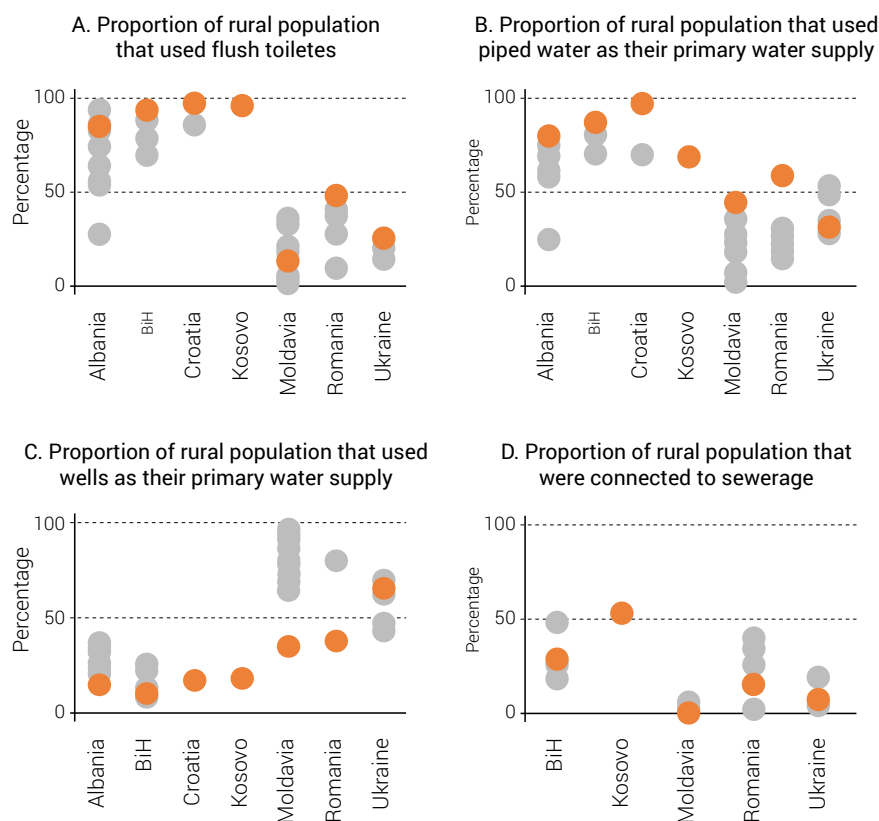 A. Proportion of rural population
that used flush toiletes
Percentage
100
50
0
Albania
BiH
Croatia
Kosovo
Moldavia
Romania
Ukraine
B. Proportion of rural population that used
piped water as their primary water supply
Percentage
100
50
0
Albania
BiH
Croatia
Kosovo
Moldavia
Romania
Ukraine
C. Proportion of rural population that used
wells as their primary water supply
Percentage
100
50
0
Albania
BiH
Croatia
Kosovo
Moldavia
Romania
Ukraine
D. Proportion of rural population that
were connected to sewerage
Percentage
100
50
0
BiH
Kosovo
Moldavia
Romania
Ukraine